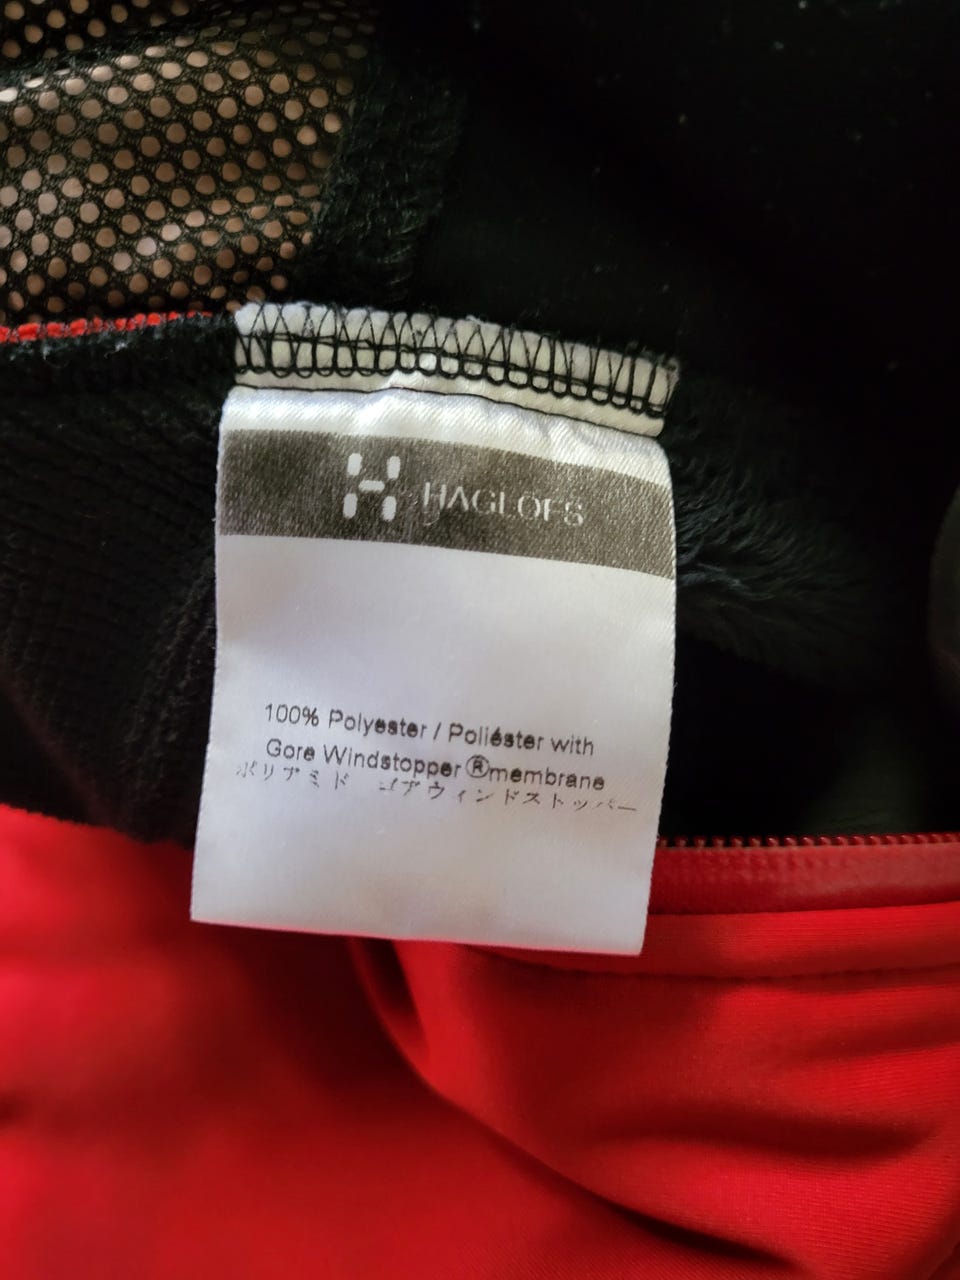 HAGLÖFS
100% Polyester / Poliéster with
Gore Windstopper ®membrane
ポリアミド ゴアウィンドストッパー